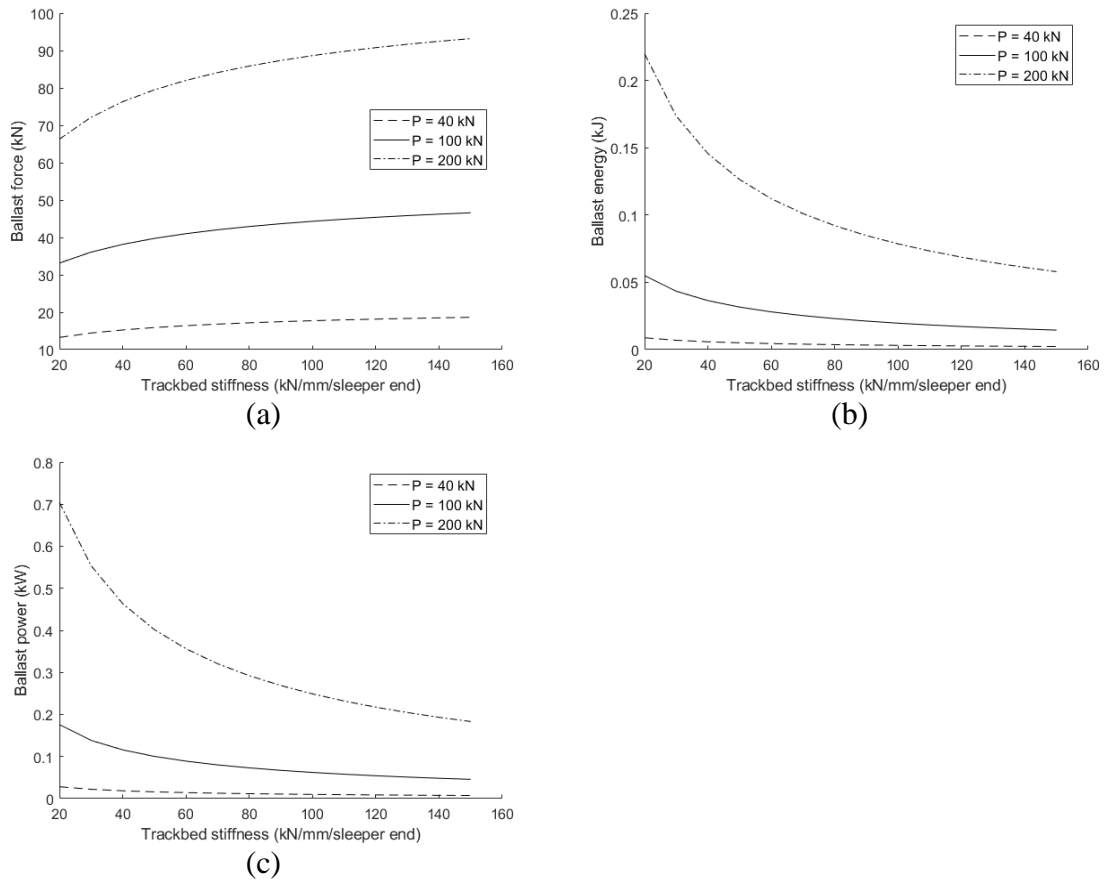 100
90
80
70
60
50
40
30
20
10
Ballast force (kN)
P = 40 kN
P = 100 kN
P = 200 kN
20 40 60 80 100 120 140 160
Trackbed stiffness (kN/mm/sleeper end)
(a)
0.25
0.2
0.15
0.1
0.05
0
Ballast energy (kJ)
P = 40 kN
P = 100 kN
P = 200 kN
20 40 60 80 100 120 140 160
Trackbed stiffness (kN/mm/sleeper end)
(b)
0.8
0.7
0.6
0.5
0.4
0.3
0.2
0.1
0
Ballast power (kW)
P = 40 kN
P = 100 kN
P = 200 kN
20 40 60 80 100 120 140 160
Trackbed stiffness (kN/mm/sleeper end)
(c)